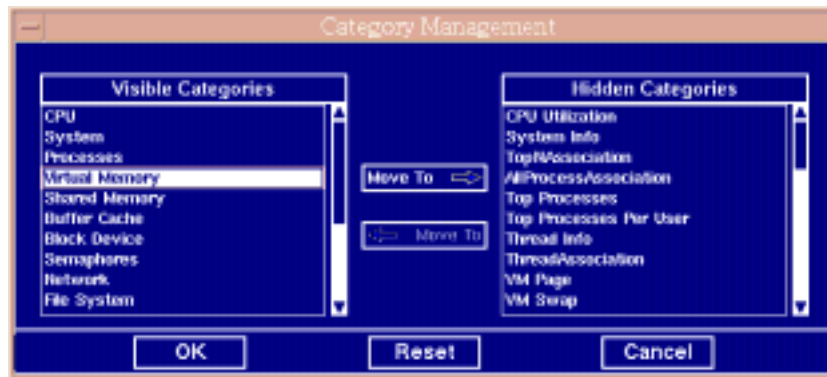 Category Management
Visible Categories
CPU
System
Processes
Virtual Memory
Shared Memory
Buffer Cache
Block Device
Semaphores
Network
File System
Move To
Move To
Hidden Categories
CPU Utilization
System Info
TopNAssociation
AllProcessAssociation
Top Processes
Top Processes Per User
Thread Info
ThreadAssociation
VM Page
VM Swap
OK
Reset
Cancel